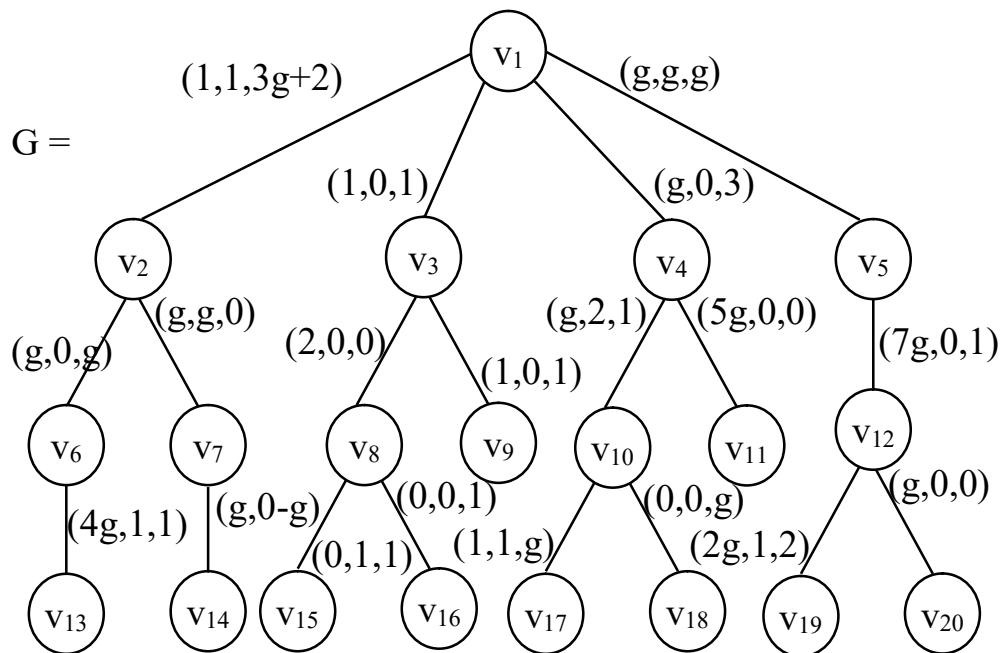 v1
(1,1,3g+2)
(g,g,g)
G =
(1,0,1)
(g,0,3)
v2
v3
v4
v5
(g,0,g)
(g,g,0)
(2,0,0)
(1,0,1)
(g,2,1)
(5g,0,0)
(7g,0,1)
v6
v7
v8
v9
v10
v11
v12
(4g,1,1)
(g,0-g)
(0,1,1)
(0,0,1)
(1,1,g)
(0,0,g)
(2g,1,2)
(g,0,0)
v13
v14
v15
v16
v17
v18
v19
v20